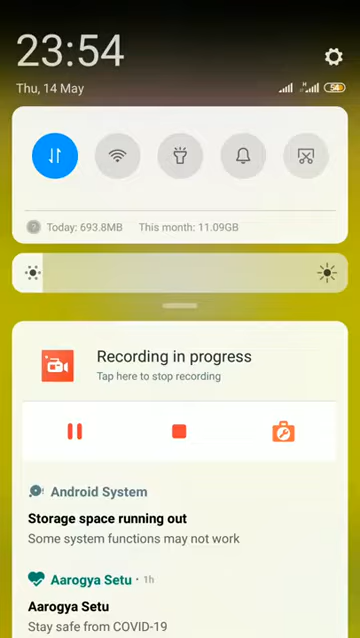 23:54
Thu, 14 May
H
54
? Today: 693.8MB This month: 11.09GB
Recording in progress
Tap here to stop recording
Android System
Storage space running out
Some system functions may not work
Aarogya Setu · 1h
Aarogya Setu
Stay safe from COVID-19